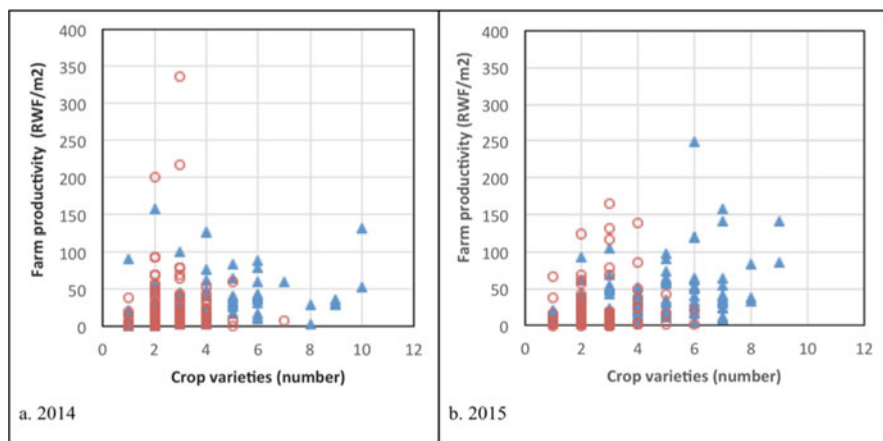 Farm productivity (RWF/m2)
400
350
300
250
200
150
100
50
0
0 2 4 6 8 10 12
Crop varieties (number)
a. 2014
Farm productivity (RWF/m2)
400
350
300
250
200
150
100
50
0
0 2 4 6 8 10 12
Crop varieties (number)
b. 2015